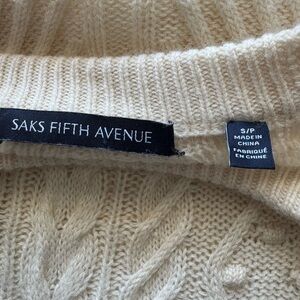 SAKS FIFTH AVENUE
S/P
MADE IN
CHINA
FABRIQUÉ
EN CHINE